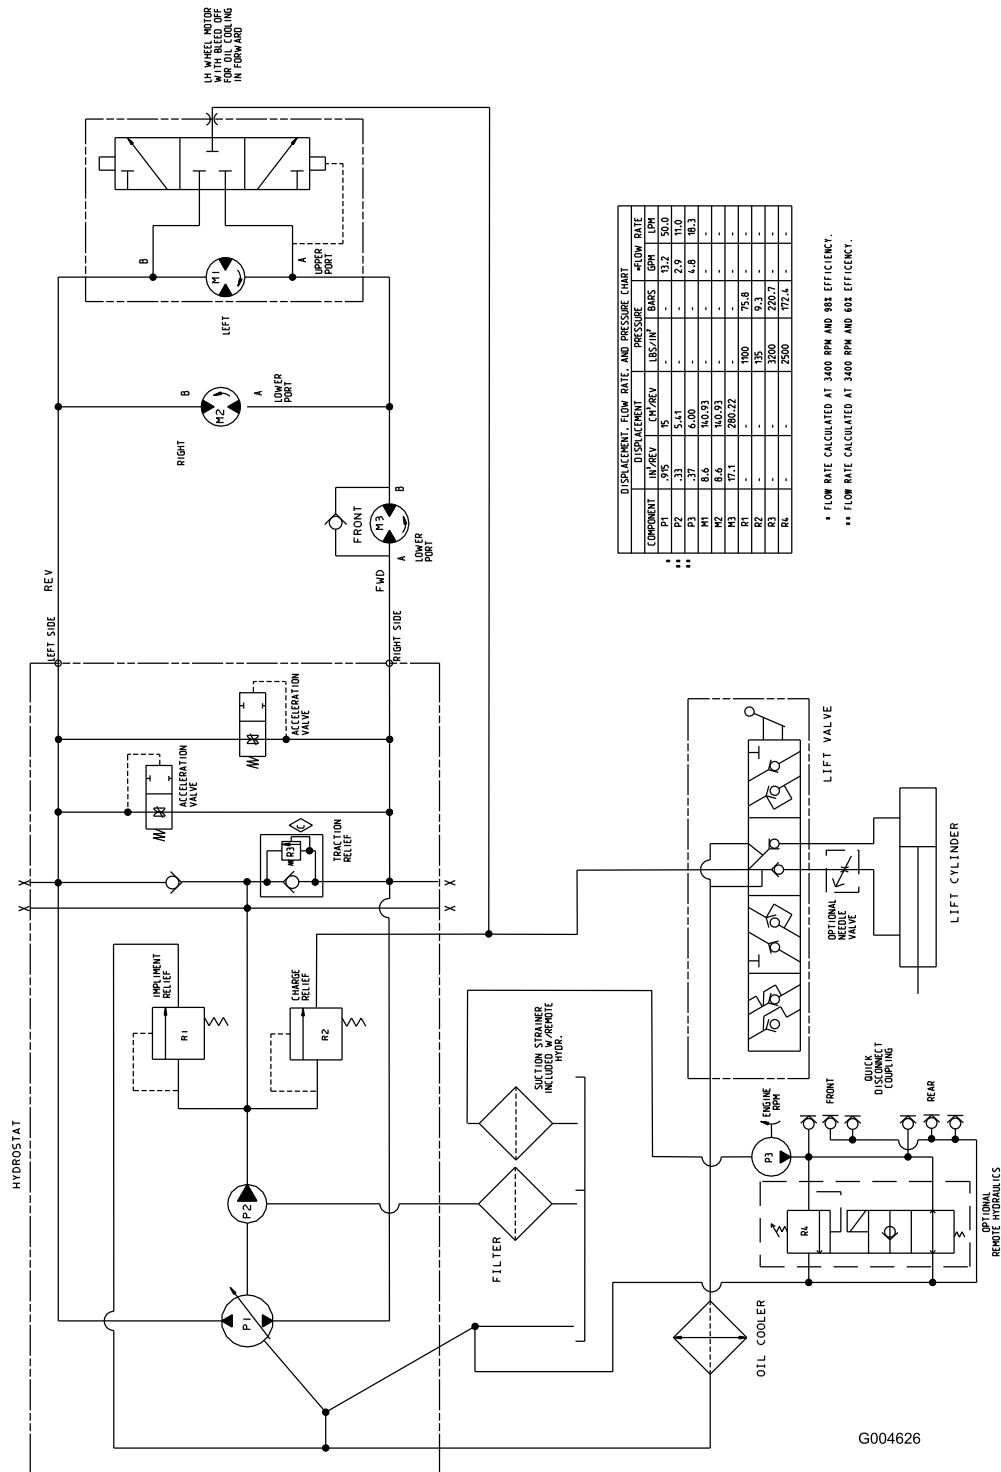 HYDROSTAT
IMPLIMENT
RELIEF
R1
CHARGE
RELIEF
R2
P2
P1
X
X
X
X
TRACTION
RELIEF
R3
C
ACCELERATION
VALVE
ACCELERATION
VALVE
LEFT SIDE
RIGHT SIDE
REV
FWD
FRONT
M3
A
B
LOWER
PORT
RIGHT
M2
B
A
LOWER
PORT
LEFT
M1
B
A
UPPER
PORT
LH WHEEL MOTOR
WITH BLEED OFF
FOR OIL COOLING
IN FORWARD
FILTER
SUCTION STRAINER
INCLUDED W/REMOTE
HYDR.
OIL COOLER
P3
ENGINE
RPM
FRONT
QUICK
DISCONNECT
COUPLING
REAR
R4
OPTIONAL
REMOTE HYDRAULICS
LIFT VALVE
OPTIONAL
NEEDLE
VALVE
LIFT CYLINDER
DISPLACEMENT, FLOW RATE, AND PRESSURE CHART
DISPLACEMENT PRESSURE *FLOW RATE
COMPONENT IN³/REV CM³/REV LBS/IN² BARS GPM LPM
* P1 .915 15 - - 13.2 50.0
** P2 .33 5.41 - - 2.9 11.0
** P3 .37 6.00 - - 4.8 18.3
M1 8.6 140.93 - - - -
M2 8.6 140.93 - - - -
M3 17.1 280.22 - - - -
R1 - - 1100 75.8 - -
R2 - - 135 9.3 - -
R3 - - 3200 220.7 - -
R4 - - 2500 172.4 - -
* FLOW RATE CALCULATED AT 3400 RPM AND 98% EFFICIENCY.
** FLOW RATE CALCULATED AT 3400 RPM AND 60% EFFICENCY.
G004626